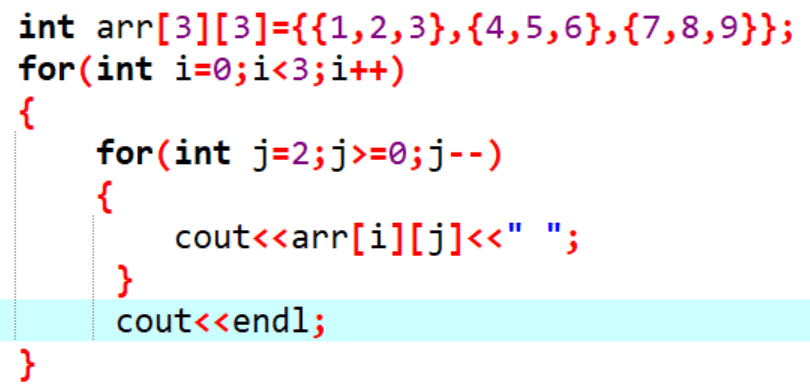 int arr[3][3]={{1,2,3},{4,5,6},{7,8,9}};
for(int i=0;i<3;i++)
{
    for(int j=2;j>=0;j--)
    {
        cout<<arr[i][j]<<" ";
     }
     cout<<endl;
}